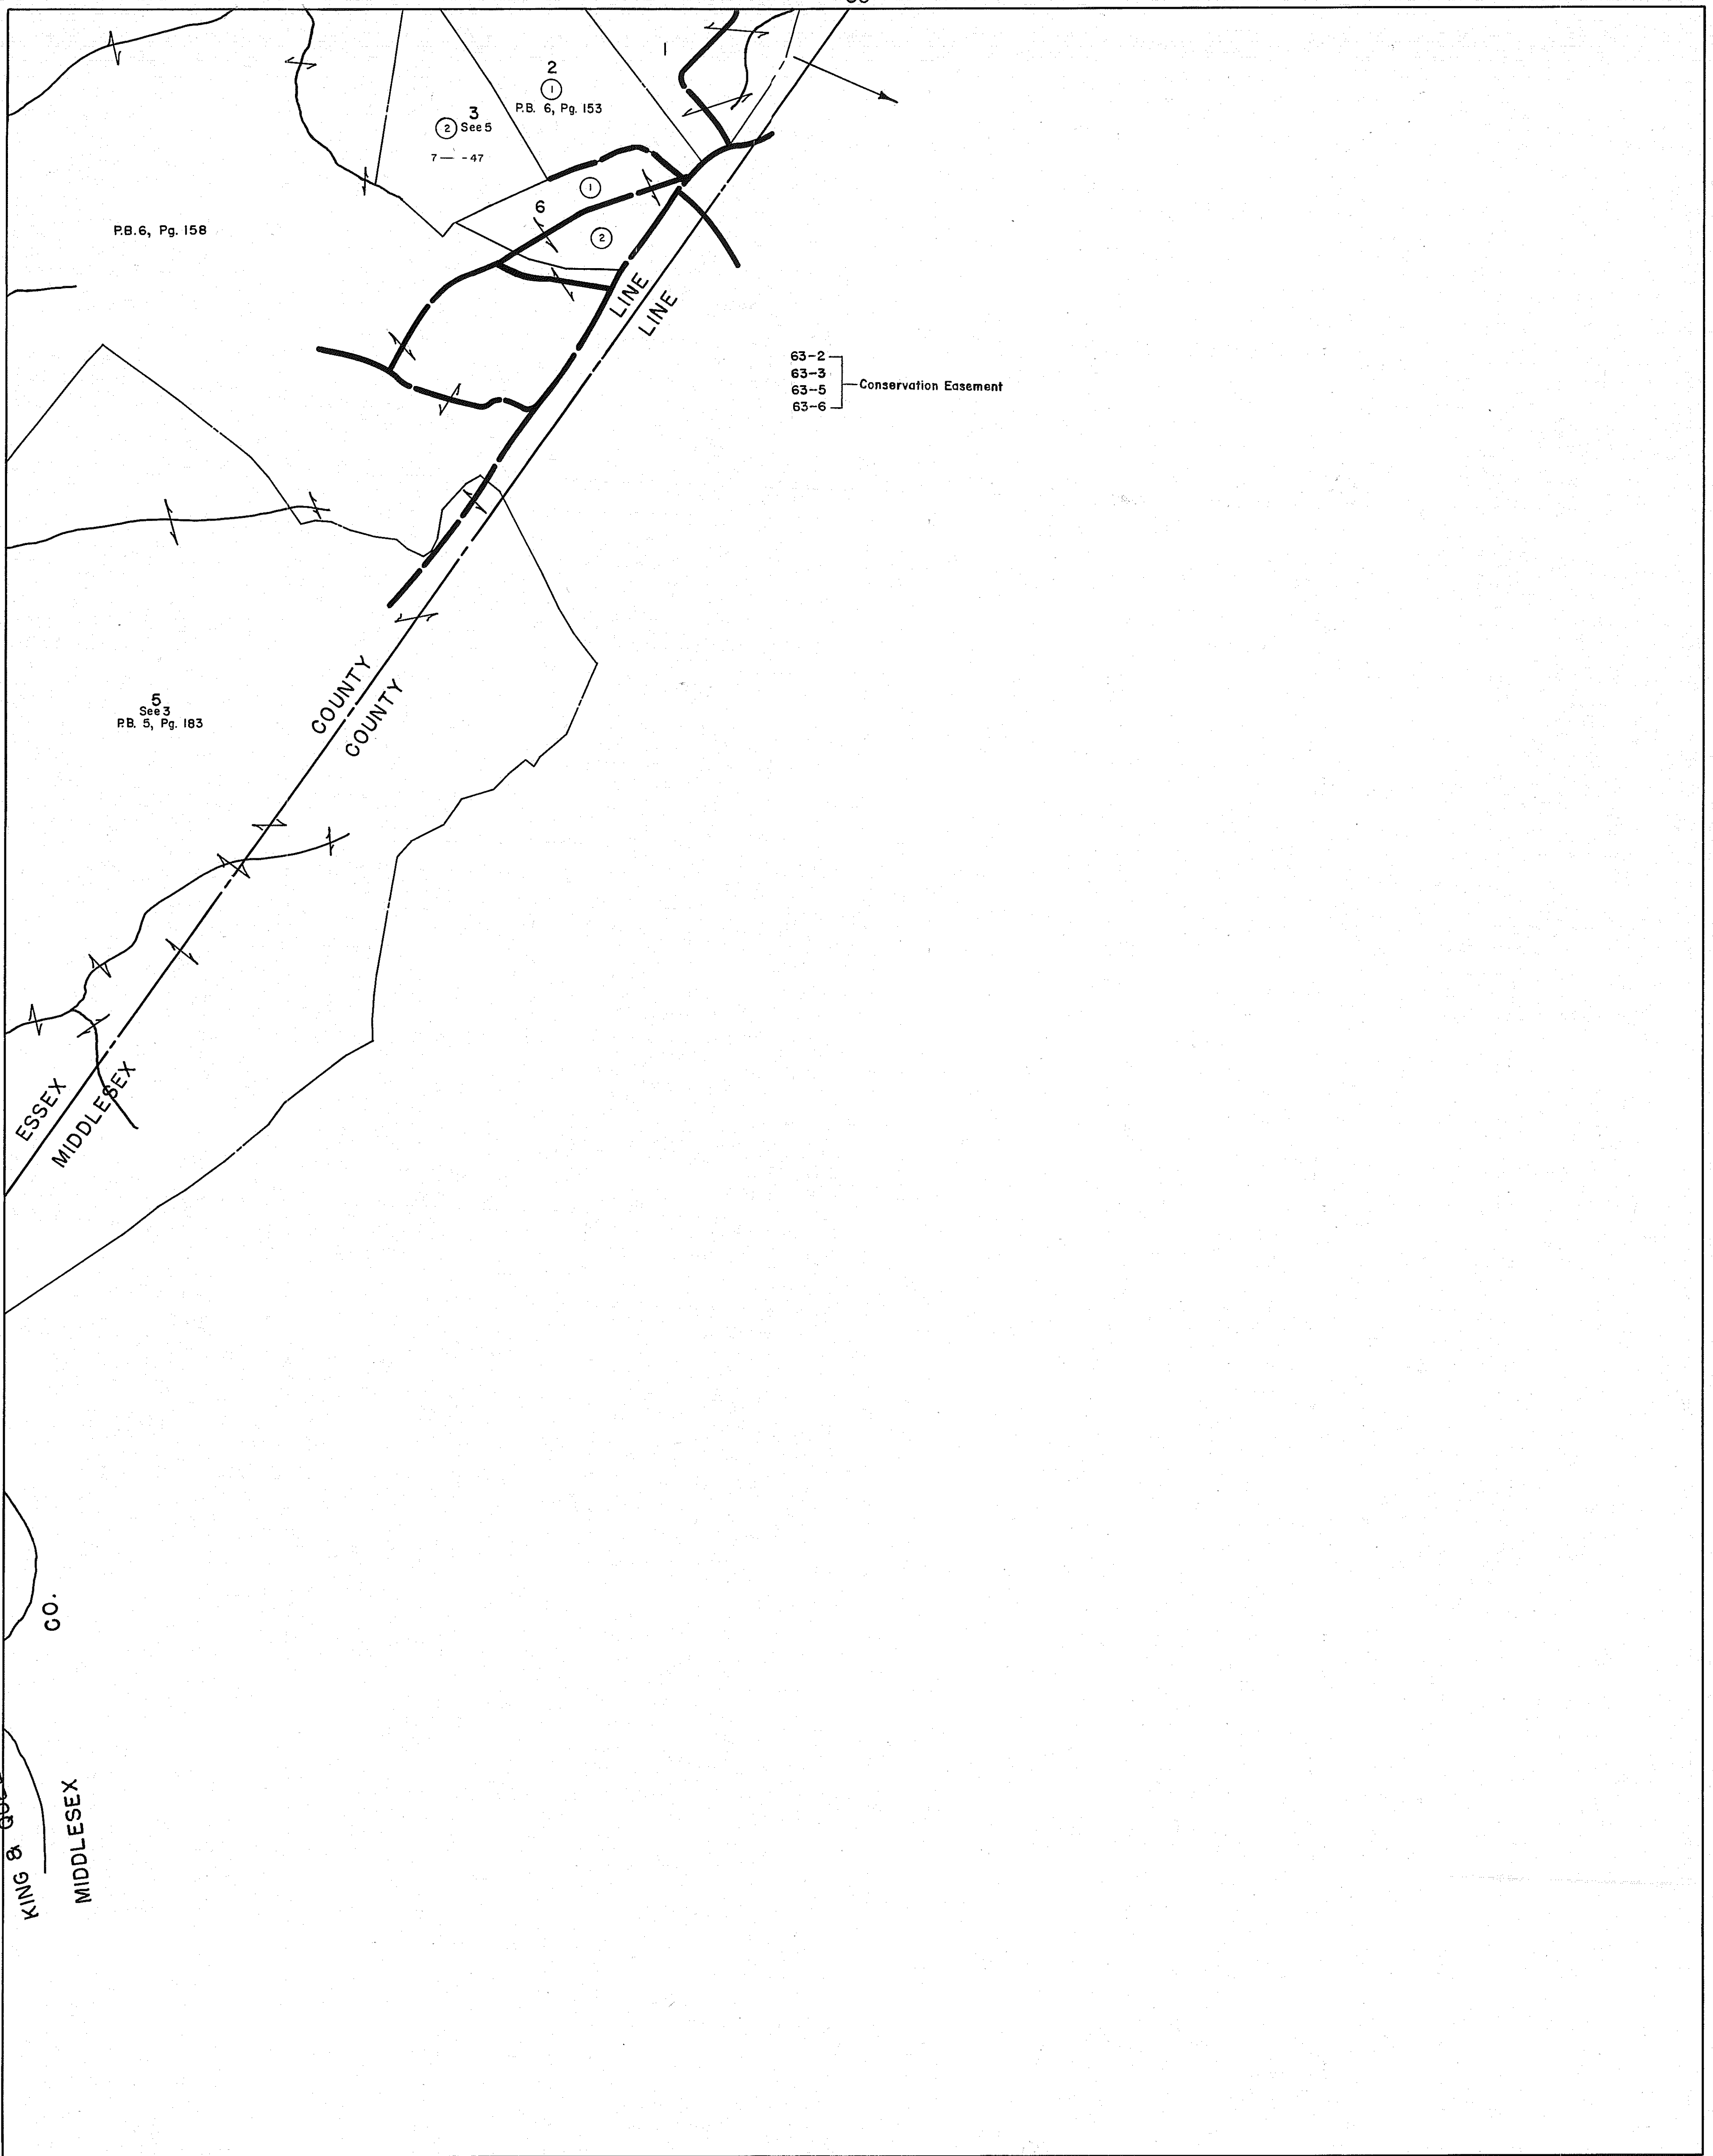 1
2
1
P.B. 6, Pg. 153
3
2 See 5
7— -47
1
6
2
P.B.6, Pg. 158
LINE
LINE
63-2
63-3
63-5
63-6
Conservation Easement
5
See 3
P.B. 5, Pg. 183
COUNTY
COUNTY
ESSEX
MIDDLESEX
CO.
KING &
MIDDLESEX